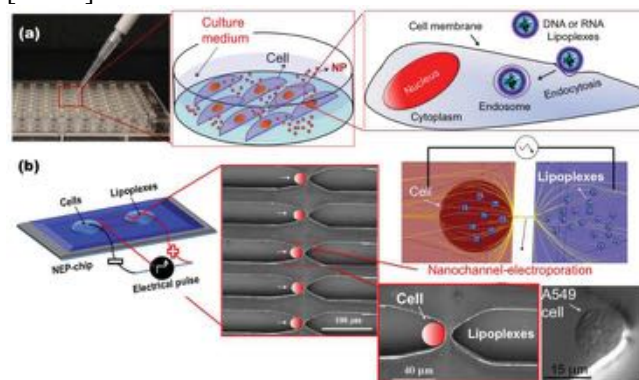 (a)
Culture
medium
Cell
NP
Cell membrane
DNA or RNA
Lipoplexes
Nucleus
Endosome
Endocytosis
Cytoplasm
(b)
Cells
Lipoplexes
NEP-chip
Electrical pulse
100 μm
Cell
Lipoplexes
Nanochannel-electroporation
Cell
Lipoplexes
40 μm
A549
cell
15 μm